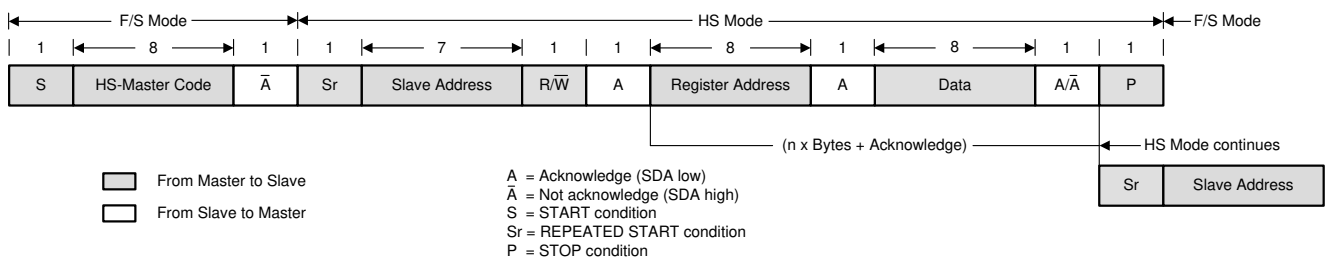 F/S Mode HS Mode F/S Mode
1 8 1 1 7 1 1 8 1 8 1 1
S HS-Master Code A̅ Sr Slave Address R/W̅ A Register Address A Data A/A̅ P
(n x Bytes + Acknowledge) HS Mode continues
Sr Slave Address
From Master to Slave
From Slave to Master
A = Acknowledge (SDA low)
A̅ = Not acknowledge (SDA high)
S = START condition
Sr = REPEATED START condition
P = STOP condition